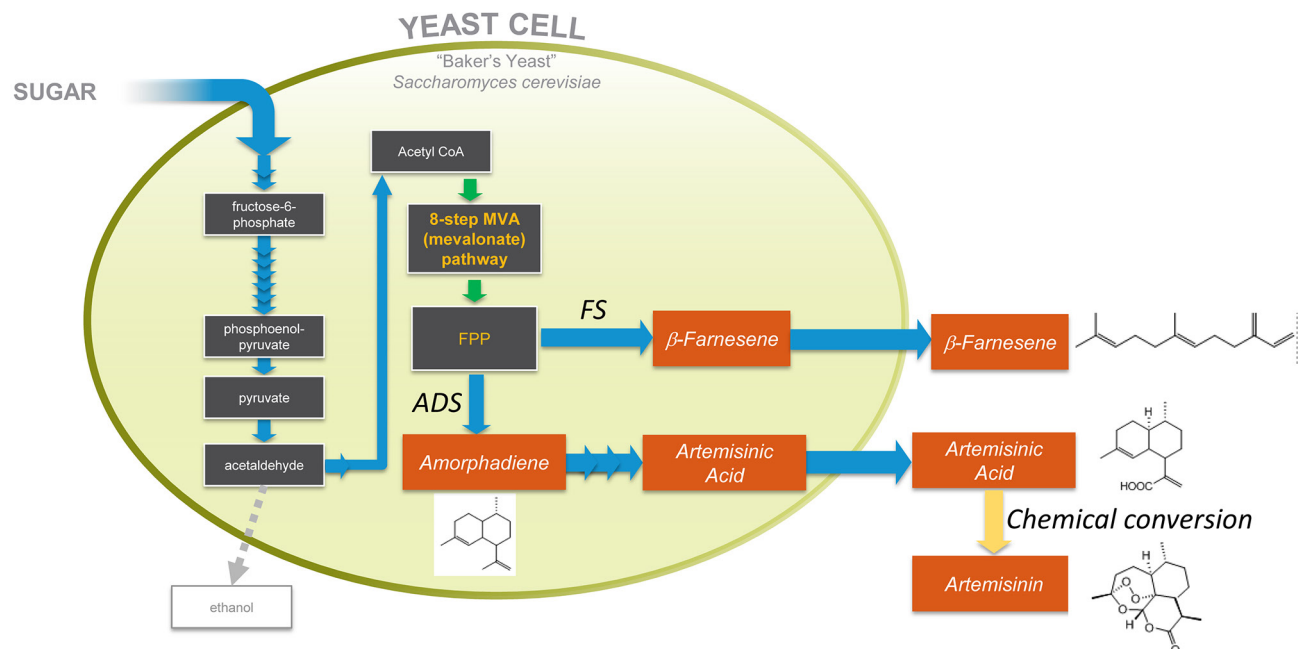 YEAST CELL
“Baker's Yeast”
Saccharomyces cerevisiae
SUGAR
fructose-6-
phosphate
phosphoenol-
pyruvate
pyruvate
acetaldehyde
ethanol
Acetyl CoA
8-step MVA
(mevalonate)
pathway
FPP
FS
β-Farnesene
β-Farnesene
ADS
Amorphadiene
Artemisinic
Acid
Artemisinic
Acid
H
HOOC
Chemical conversion
Artemisinin
H
O
O
O
H
O
O